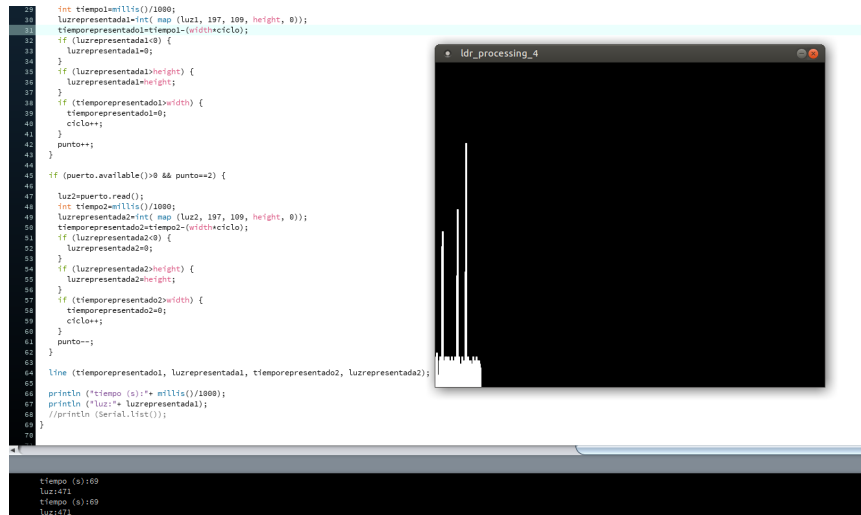 29 int tiempo1=millis()/1000;
30 luzrepresentada1=int( map (luz1, 197, 109, height, 0));
31 tiemporepresentado1=tiempo1-(width*ciclo);
32 if (luzrepresentada1<0) {
33 luzrepresentada1=0;
34 }
35 if (luzrepresentada1>height) {
36 luzrepresentada1=height;
37 }
38 if (tiemporepresentado1>width) {
39 tiemporepresentado1=0;
40 ciclo++;
41 }
42 punto++;
43 }
44
45 if (puerto.available()>0 && punto==2) {
46
47 luz2=puerto.read();
48 int tiempo2=millis()/1000;
49 luzrepresentada2=int( map (luz2, 197, 109, height, 0));
50 tiemporepresentado2=tiempo2-(width*ciclo);
51 if (luzrepresentada2<0) {
52 luzrepresentada2=0;
53 }
54 if (luzrepresentada2>height) {
55 luzrepresentada2=height;
56 }
57 if (tiemporepresentado2>width) {
58 tiemporepresentado2=0;
59 ciclo++;
60 }
61 punto--;
62 }
63
64 line (tiemporepresentado1, luzrepresentada1, tiemporepresentado2, luzrepresentada2);
65
66 println ("tiempo (s):"+ millis()/1000);
67 println ("luz:"+ luzrepresentada1);
68 //println (Serial.list());
69 }
70
ldr_processing_4
tiempo (s):69
luz:471
tiempo (s):69
luz:471